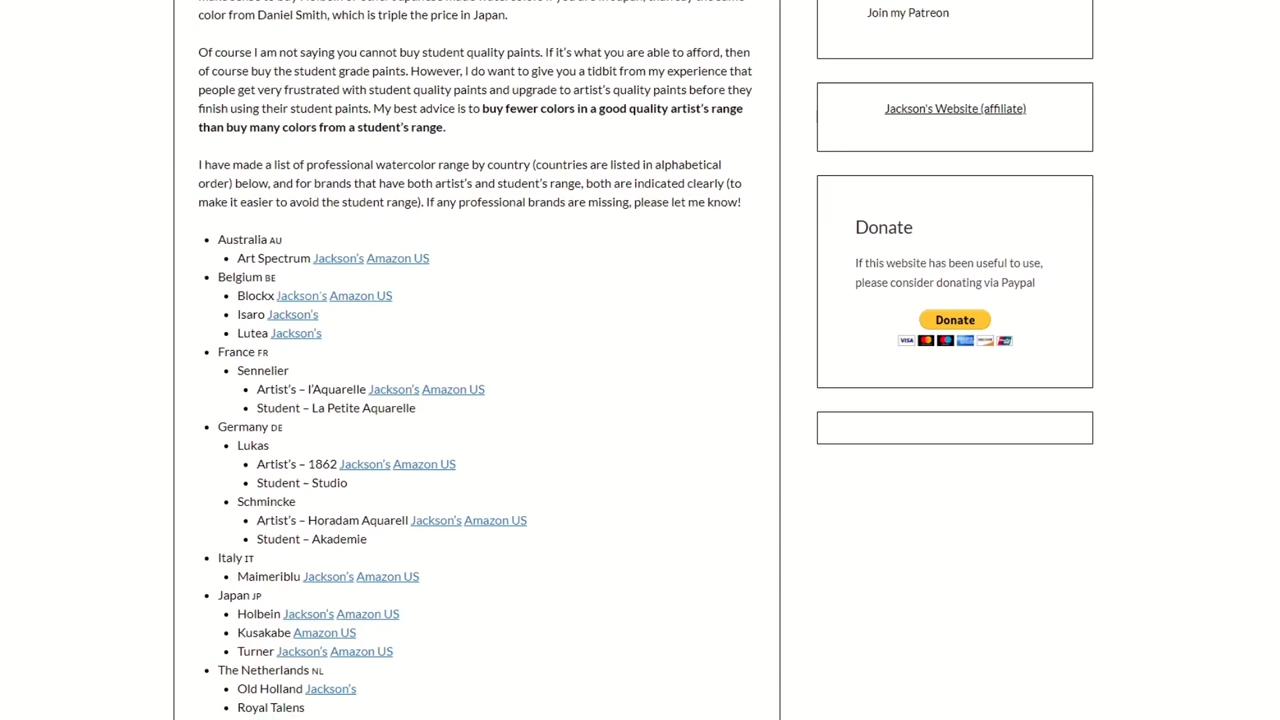 color from Daniel Smith, which is triple the price in Japan.
Of course I am not saying you cannot buy student quality paints. If it's what you are able to afford, then
of course buy the student grade paints. However, I do want to give you a tidbit from my experience that
people get very frustrated with student quality paints and upgrade to artist's quality paints before they
finish using their student paints. My best advice is to buy fewer colors in a good quality artist's range
than buy many colors from a student's range.
I have made a list of professional watercolor range by country (countries are listed in alphabetical
order) below, and for brands that have both artist's and student's range, both are indicated clearly (to
make it easier to avoid the student range). If any professional brands are missing, please let me know!
Australia AU
Art Spectrum Jackson's Amazon US
Belgium BE
Blockx Jackson's Amazon US
Isaro Jackson's
Lutea Jackson's
France FR
Sennelier
Artist's – l'Aquarelle Jackson's Amazon US
Student – La Petite Aquarelle
Germany DE
Lukas
Artist's – 1862 Jackson's Amazon US
Student – Studio
Schmincke
Artist's – Horadam Aquarell Jackson's Amazon US
Student – Akademie
Italy IT
Maimeriblu Jackson's Amazon US
Japan JP
Holbein Jackson's Amazon US
Kusakabe Amazon US
Turner Jackson's Amazon US
The Netherlands NL
Old Holland Jackson's
Royal Talens
Join my Patreon
Jackson's Website (affiliate)
Donate
If this website has been useful to use,
please consider donating via Paypal
Donate
VISA